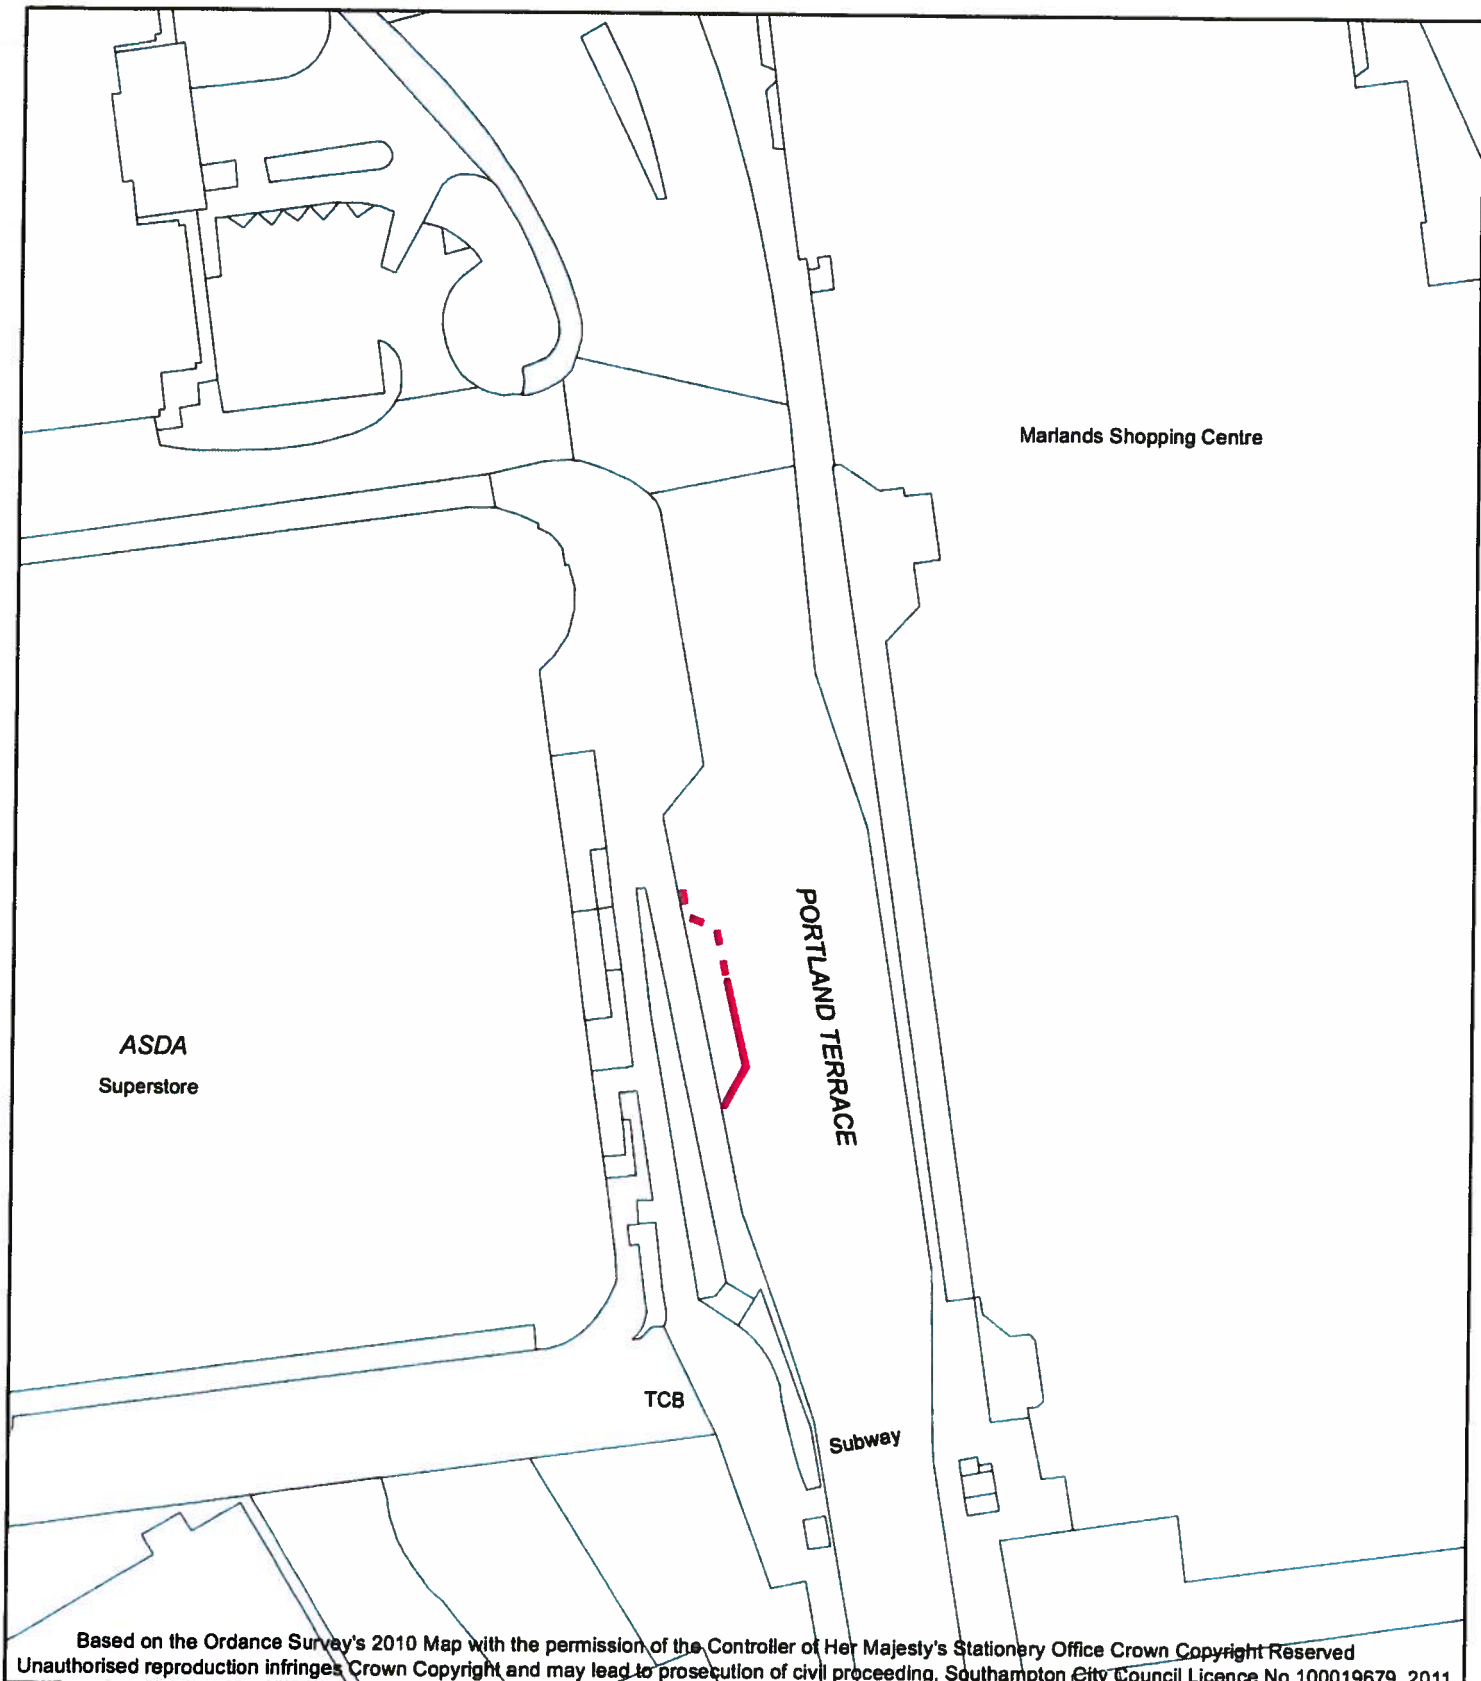 Marlands Shopping Centre
PORTLAND TERRACE
ASDA
Superstore
TCB
Subway
Based on the Ordance Survey's 2010 Map with the permission of the Controller of Her Majesty's Stationery Office Crown Copyright Reserved
Unauthorised reproduction infringes Crown Copyright and may lead to prosecution of civil proceeding. Southampton City Council Licence No 100019679 2011